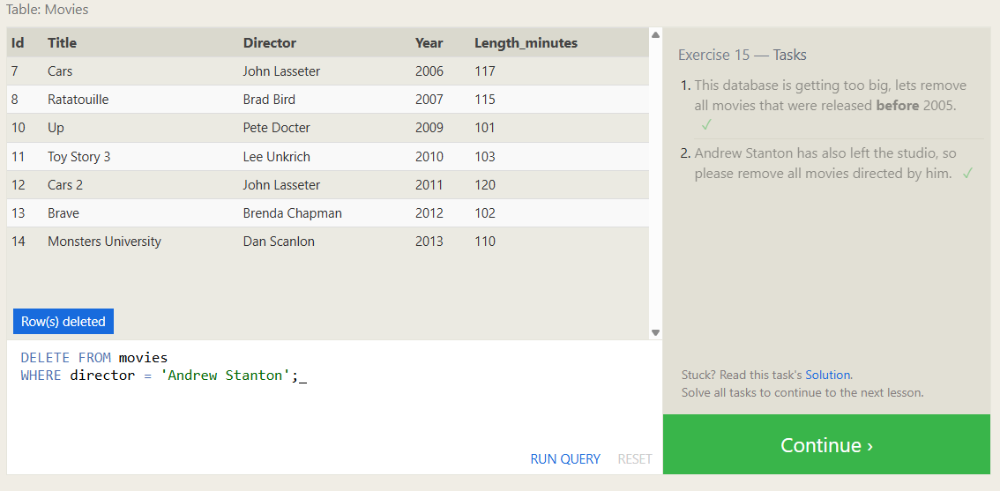 Table: Movies
Id Title Director Year Length_minutes
7 Cars John Lasseter 2006 117
8 Ratatouille Brad Bird 2007 115
10 Up Pete Docter 2009 101
11 Toy Story 3 Lee Unkrich 2010 103
12 Cars 2 John Lasseter 2011 120
13 Brave Brenda Chapman 2012 102
14 Monsters University Dan Scanlon 2013 110
Row(s) deleted
DELETE FROM movies
WHERE director = 'Andrew Stanton';_
RUN QUERY RESET
Exercise 15 — Tasks
1. This database is getting too big, lets remove
all movies that were released before 2005.
✓
2. Andrew Stanton has also left the studio, so
please remove all movies directed by him. ✓
Stuck? Read this task's Solution.
Solve all tasks to continue to the next lesson.
Continue ›